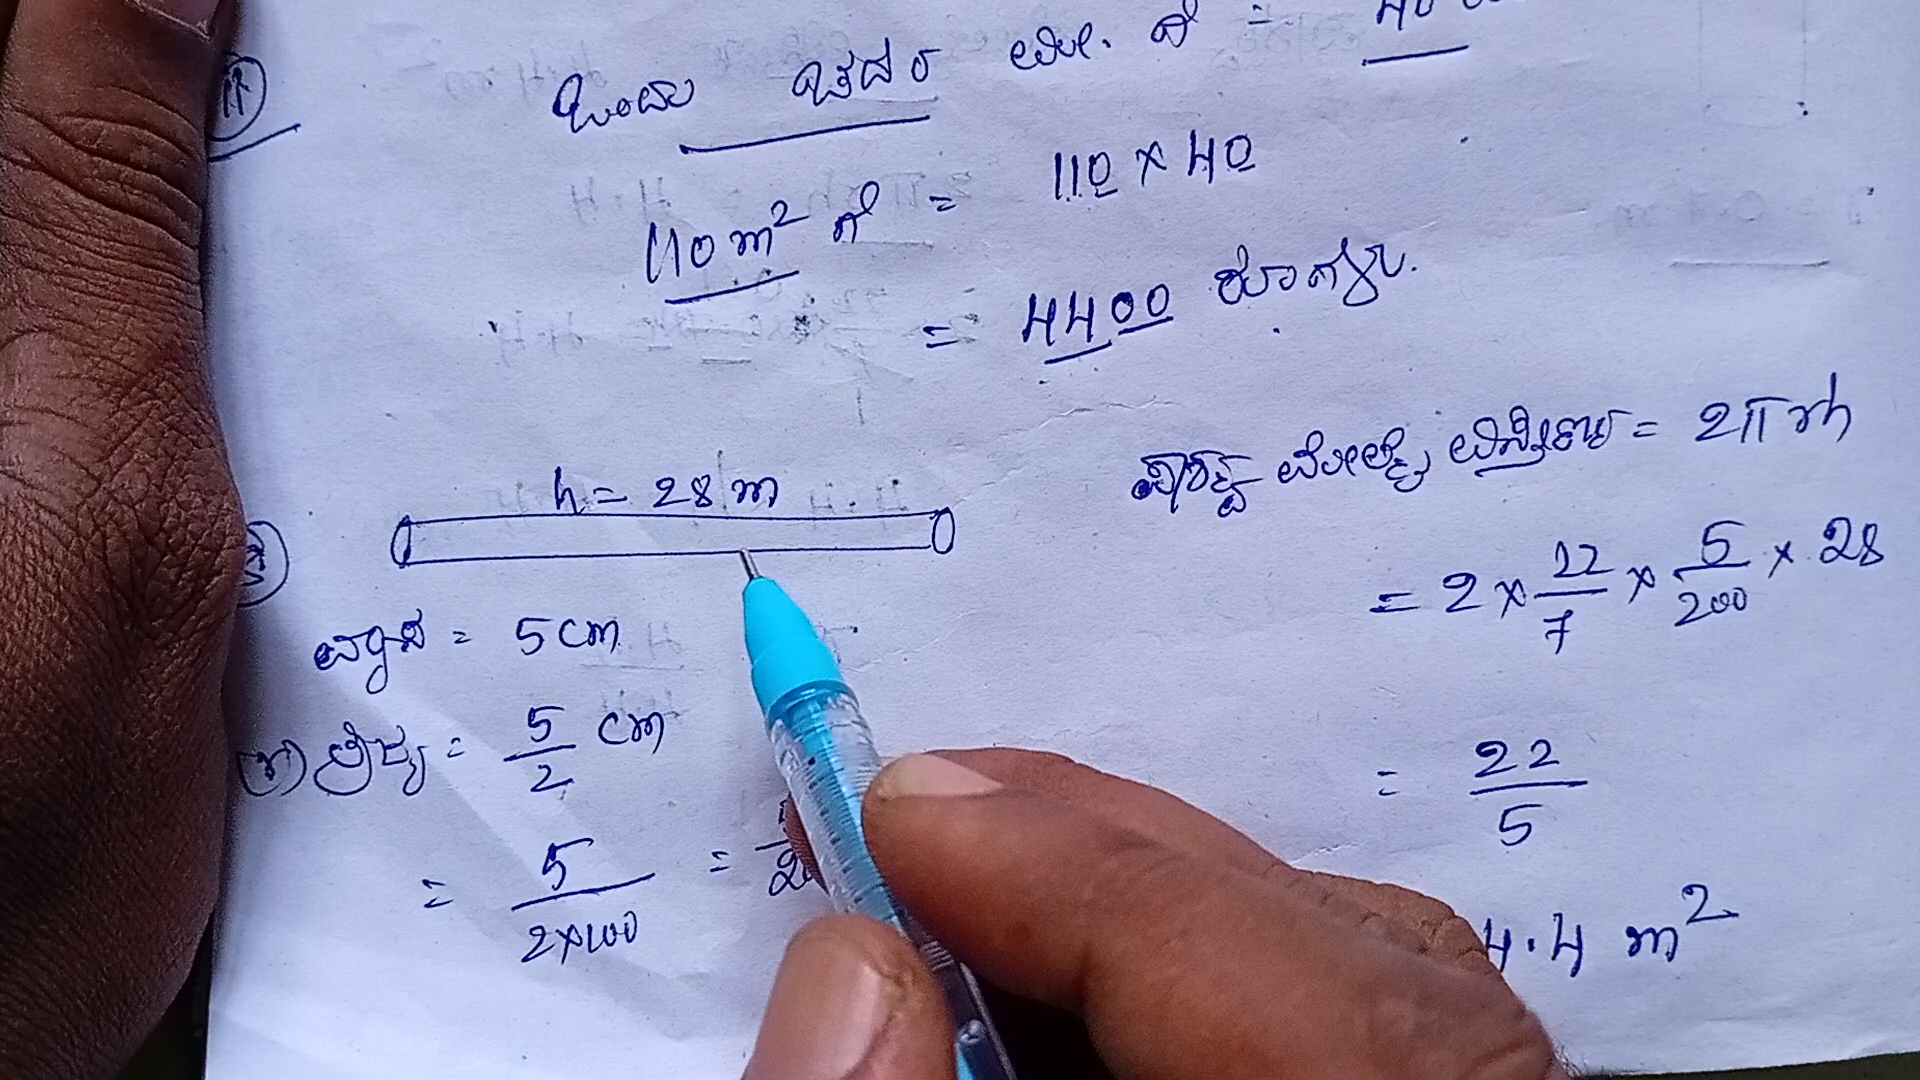 ಒಂದು ಚದರ ಮೀ. ಗೆ = 40
110 m² ಗೆ = 110 × 40
= 4400 ರೂಗಳು.
h = 28 m
ವ್ಯಾಸ = 5 cm
(r) ತ್ರಿಜ್ಯ = 5/2 cm
= 5/(2×100) =
ಪಾರ್ಶ್ವ ಮೇಲ್ಮೈ ವಿಸ್ತೀರ್ಣ = 2πrh
= 2 × 22/7 × 5/200 × 28
= 22/5
4.4 m²